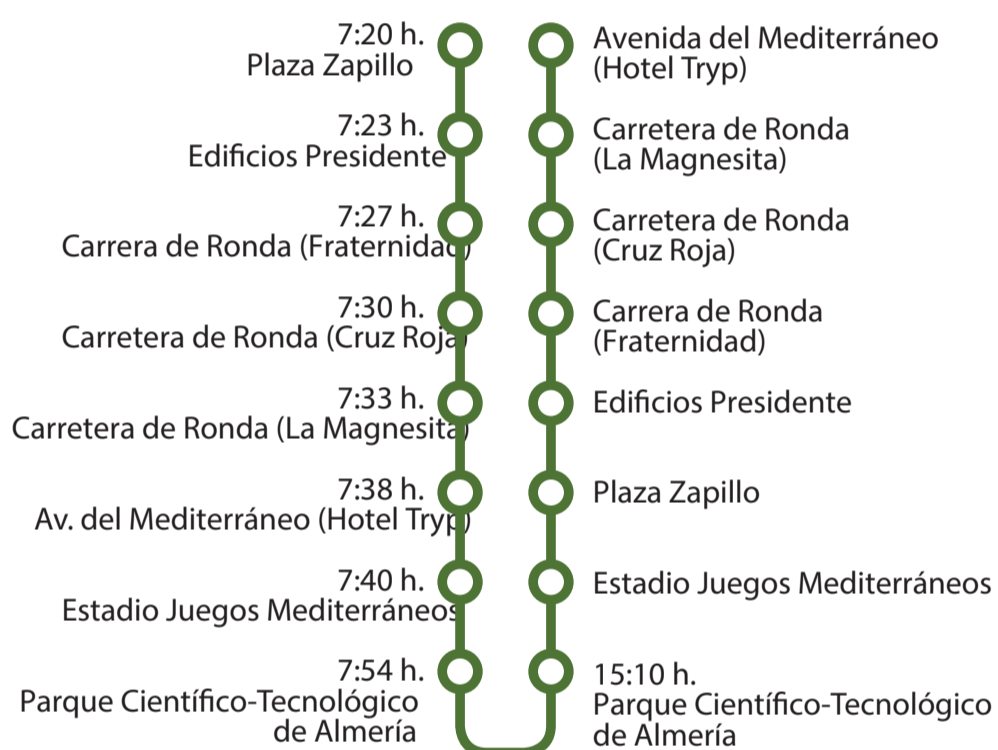 7:20 h.
Plaza Zapillo
7:23 h.
Edificios Presidente
7:27 h.
Carrera de Ronda (Fraternidad)
7:30 h.
Carretera de Ronda (Cruz Roja)
7:33 h.
Carretera de Ronda (La Magnesita)
7:38 h.
Av. del Mediterráneo (Hotel Tryp)
7:40 h.
Estadio Juegos Mediterráneos
7:54 h.
Parque Científico-Tecnológico
de Almería
Avenida del Mediterráneo
(Hotel Tryp)
Carretera de Ronda
(La Magnesita)
Carretera de Ronda
(Cruz Roja)
Carrera de Ronda
(Fraternidad)
Edificios Presidente
Plaza Zapillo
Estadio Juegos Mediterráneos
15:10 h.
Parque Científico-Tecnológico
de Almería